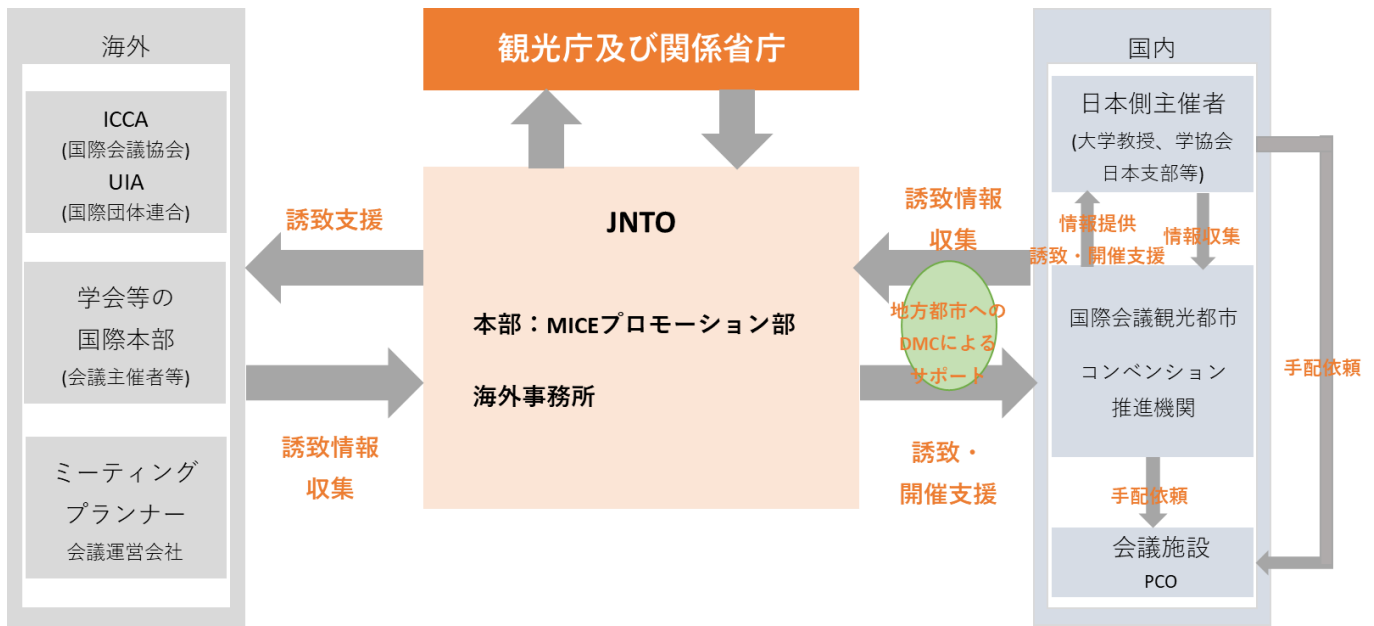 海外
ICCA
(国際会議協会)
UIA
(国際団体連合)
学会等の
国際本部
(会議主催者等)
ミーティング
プランナー
会議運営会社
誘致支援
誘致情報
収集
観光庁及び関係省庁
JNTO
本部：MICEプロモーション部
海外事務所
誘致情報
収集
地方都市への
DMCによる
サポート
誘致・
開催支援
国内
日本側主催者
(大学教授、学協会
日本支部等)
情報提供
誘致・開催支援
情報収集
国際会議観光都市
コンベンション
推進機関
手配依頼
会議施設
PCO
手配依頼